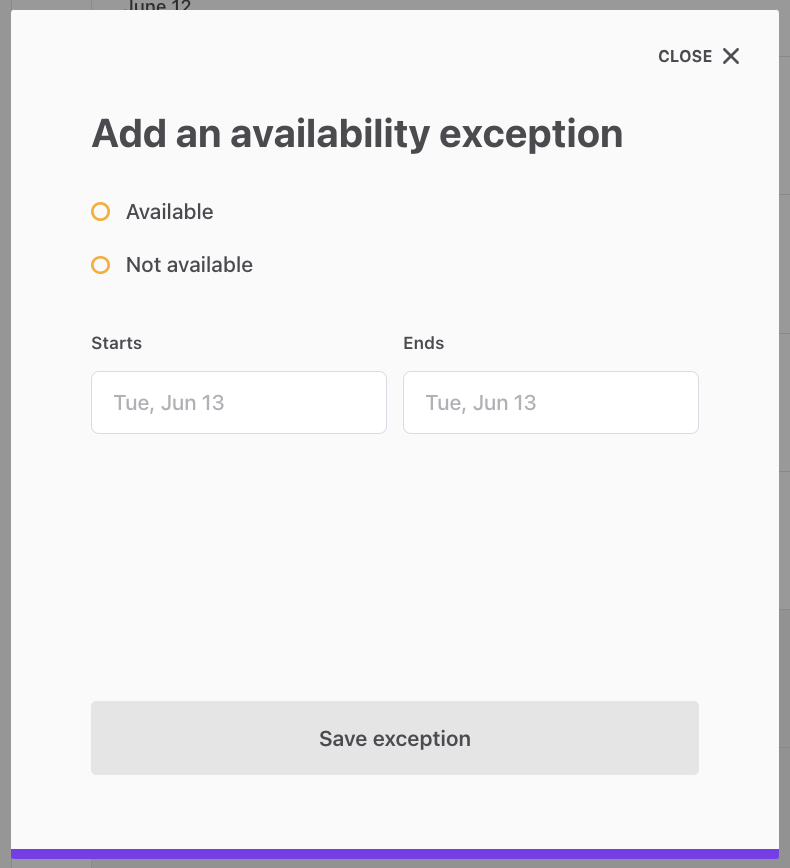 June 12
CLOSE
Add an availability exception
Available
Not available
Starts Ends
Tue, Jun 13 Tue, Jun 13
Save exception